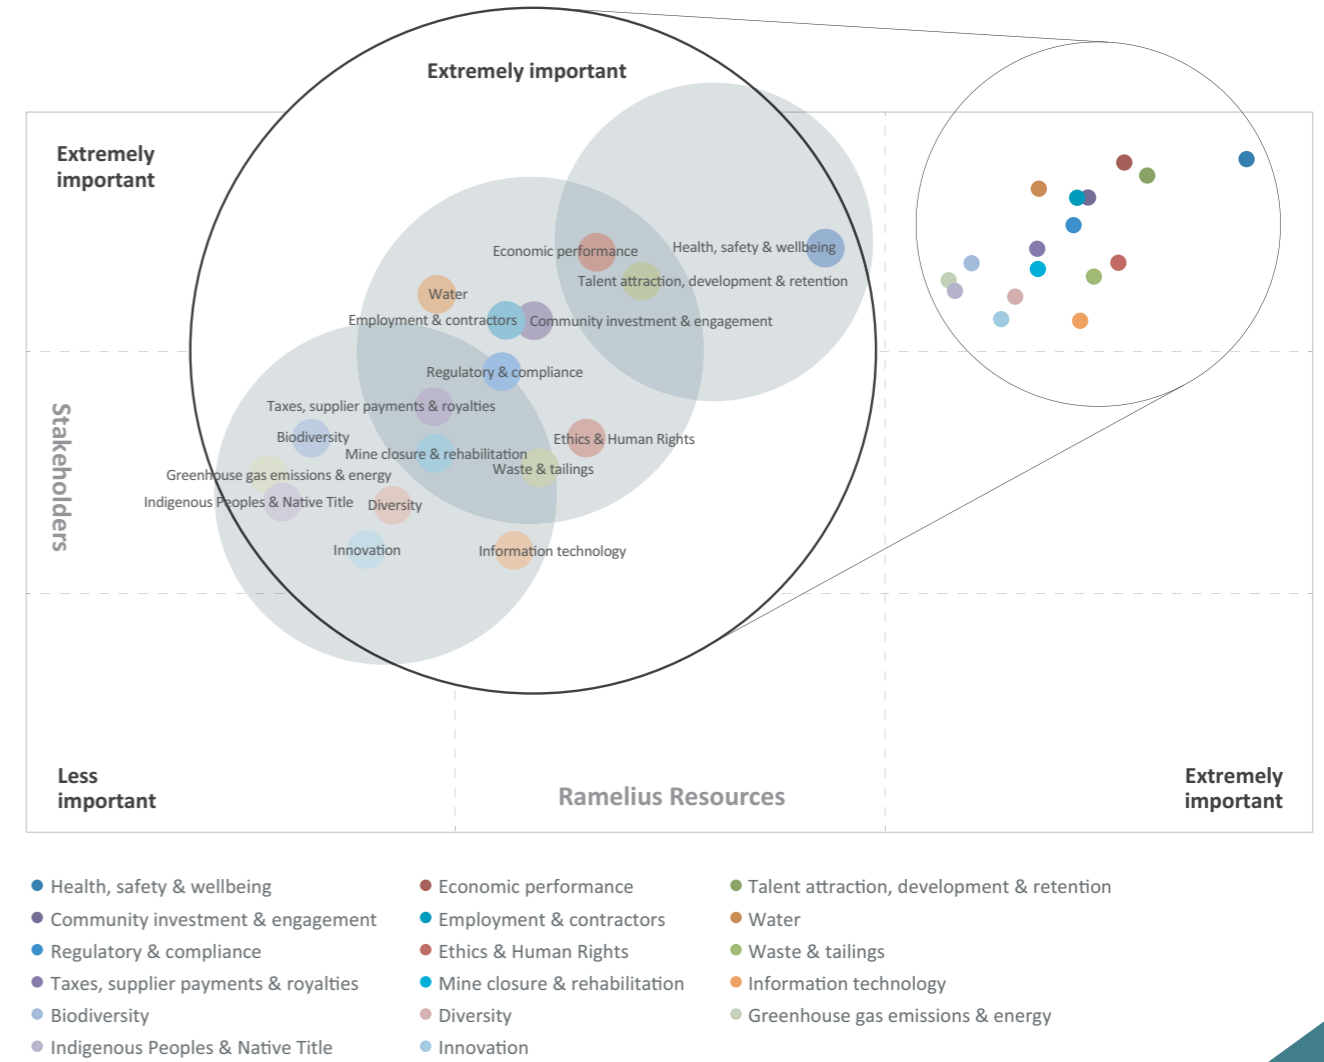 Extremely important
Extremely
important
Economic performance
Health, safety & wellbeing
Talent attraction, development & retention
Water
Employment & contractors
Community investment & engagement
Regulatory & compliance
Taxes, supplier payments & royalties
Biodiversity
Ethics & Human Rights
Mine closure & rehabilitation
Waste & tailings
Greenhouse gas emissions & energy
Indigenous Peoples & Native Title
Diversity
Innovation
Information technology
Stakeholders
Less
important
Ramelius Resources
Extremely
important
Health, safety & wellbeing
Economic performance
Talent attraction, development & retention
Community investment & engagement
Employment & contractors
Water
Regulatory & compliance
Ethics & Human Rights
Waste & tailings
Taxes, supplier payments & royalties
Mine closure & rehabilitation
Information technology
Biodiversity
Diversity
Greenhouse gas emissions & energy
Indigenous Peoples & Native Title
Innovation